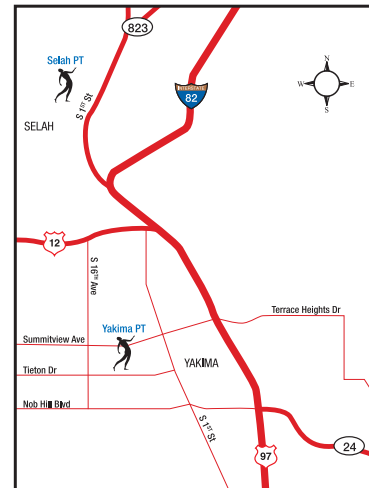 823
Selah PT
S 1ST St
INTERSTATE
82
N
W
E
S
SELAH
12
S 16TH Ave
Terrace Heights Dr
Yakima PT
Summitview Ave
YAKIMA
Tieton Dr
Nob Hill Blvd
S 1ST St
24
97